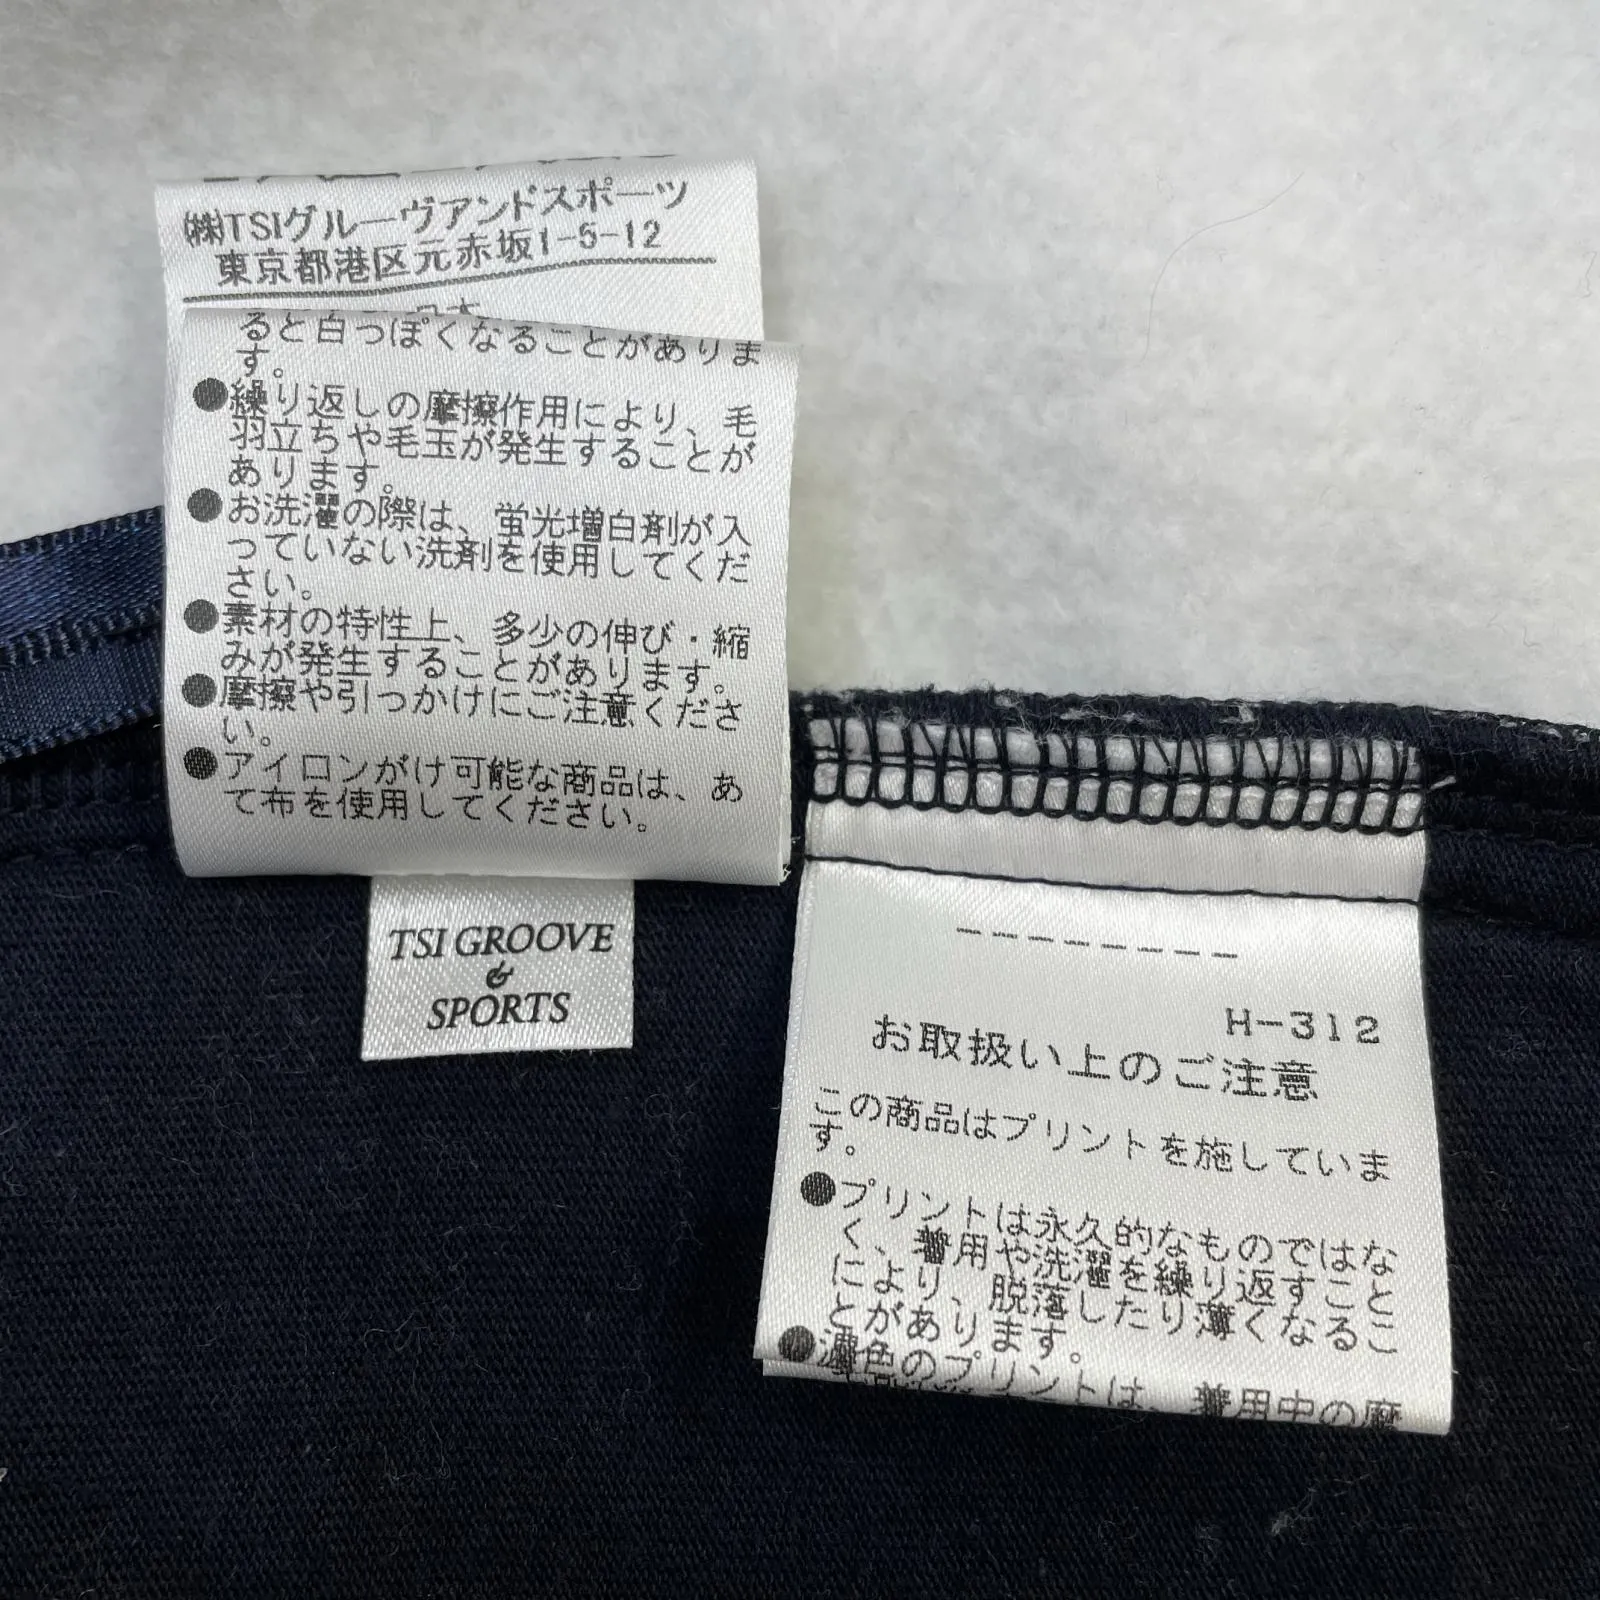 ㈱TSIグルーヴアンドスポーツ
東京都港区元赤坂1-5-12
ると白っぽくなることがありま
す。
●繰り返しの摩擦作用により、毛
羽立ちや毛玉が発生することが
あります。
●お洗濯の際は、蛍光増白剤が入
っていない洗剤を使用してくだ
さい。
●素材の特性上、多少の伸び・縮
みが発生することがあります。
●摩擦や引っかけにご注意くださ
い。
●アイロンがけ可能な商品は、あ
て布を使用してください。
TSI GROOVE
&
SPORTS
--------
H-312
お取扱い上のご注意
この商品はプリントを施していま
す。
●プリントは永久的なものではな
く、着用や洗濯を繰り返すこと
により、脱落したり薄くなるこ
とがあります。
●濃色のプリントは、着用中の摩